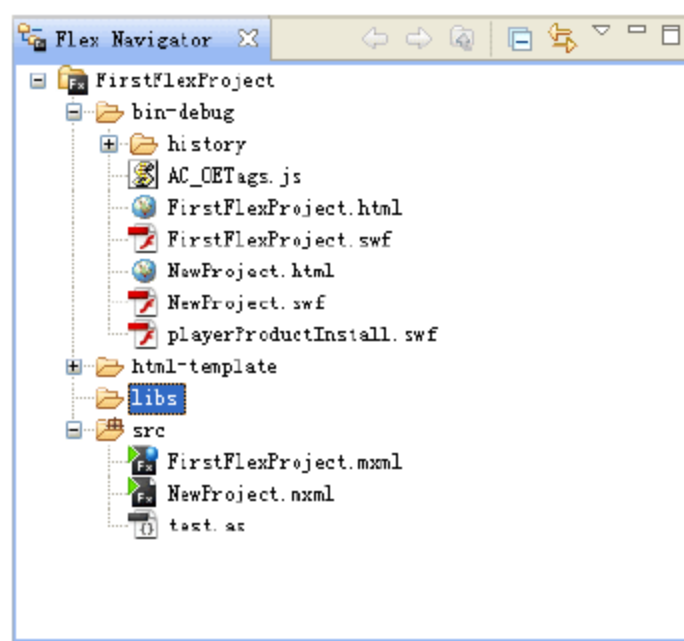 Flex Navigator
FirstFlexProject
bin-debug
history
AC_OETags.js
FirstFlexProject.html
FirstFlexProject.swf
NewProject.html
NewProject.swf
playerProductInstall.swf
html-template
libs
src
FirstFlexProject.mxml
NewProject.mxml
test.as